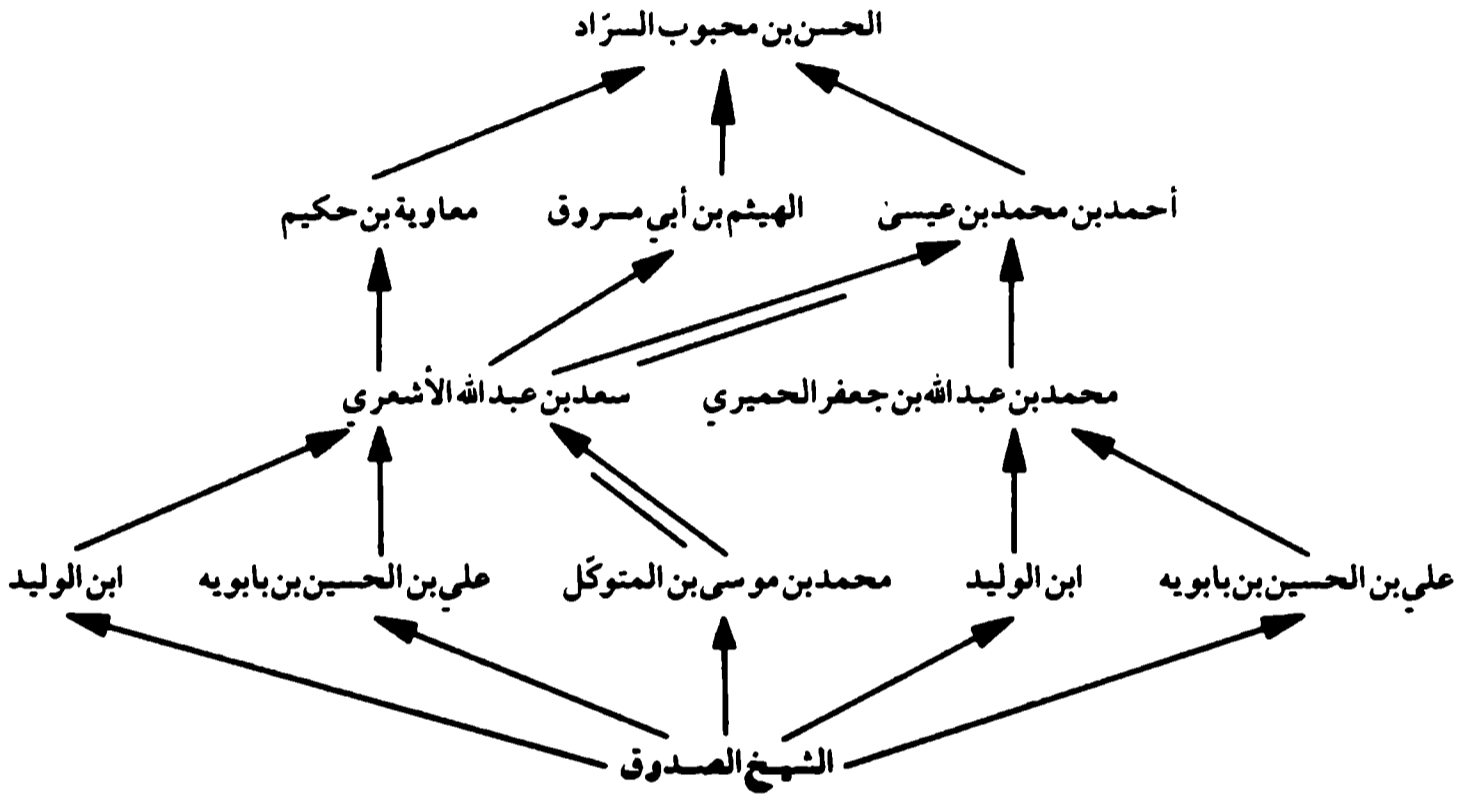 الحسن بن محبوب السرّاد
أحمد بن محمد بن عيسى الهيثم بن أبي مسروق معاوية بن حكيم
محمد بن عبد الله بن جعفر الحميري سعد بن عبد الله الأشعري
علي بن الحسين بن بابويه ابن الوليد محمد بن موسى بن المتوكّل علي بن الحسين بن بابويه ابن الوليد
الشيخ الصدوق